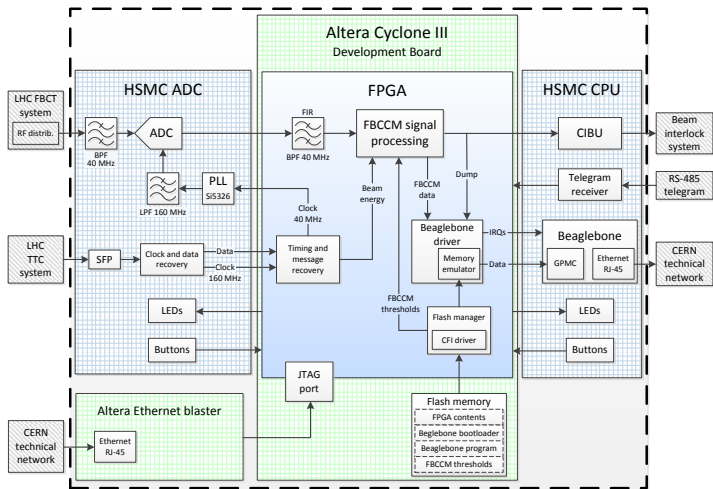 Altera Cyclone III
Development Board
HSMC ADC
FPGA
HSMC CPU
LHC FBCT
system
RF distrib.
BPF
40 MHz
ADC
LPF 160 MHz
PLL
Si5326
Clock
40 MHz
FIR
BPF 40 MHz
FBCCM signal
processing
Beam
energy
FBCCM
data
Dump
CIBU
Beam
interlock
system
Telegram
receiver
RS-485
telegram
LHC
TTC
system
SFP
Clock and data
recovery
Data
Clock
160 MHz
Timing and
message
recovery
Beaglebone
driver
Memory
emulator
IRQs
Data
Beaglebone
GPMC
Ethernet
RJ-45
CERN
technical
network
LEDs
Buttons
FBCCM
thresholds
Flash manager
CFI driver
LEDs
Buttons
JTAG
port
Altera Ethernet blaster
Ethernet
RJ-45
CERN
technical
network
Flash memory
FPGA contents
Beglebone bootloader
Beaglebone program
FBCCM thresholds